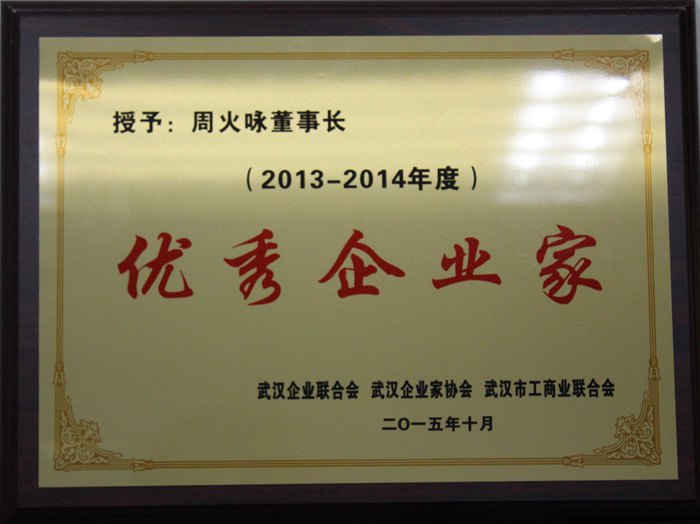 授予：周火咏董事长
（2013-2014年度）
优秀企业家
武汉企业联合会 武汉企业家协会 武汉市工商业联合会
二〇一五年十月